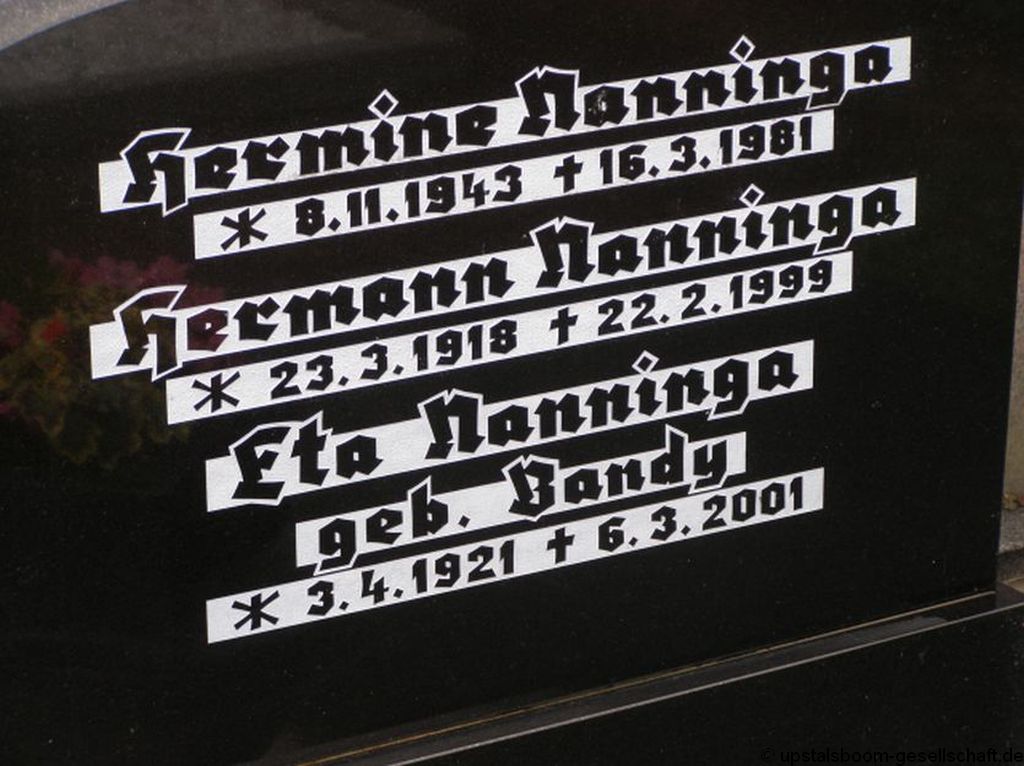 Hermine Nanninga
* 8.11.1943 † 16.3.1981
Hermann Nanninga
* 23.3.1918 † 22.2.1999
Eta Nanninga
geb. Bandy
* 3.4.1921 † 6.3.2001
© upstalsboom-gesellschaft.de